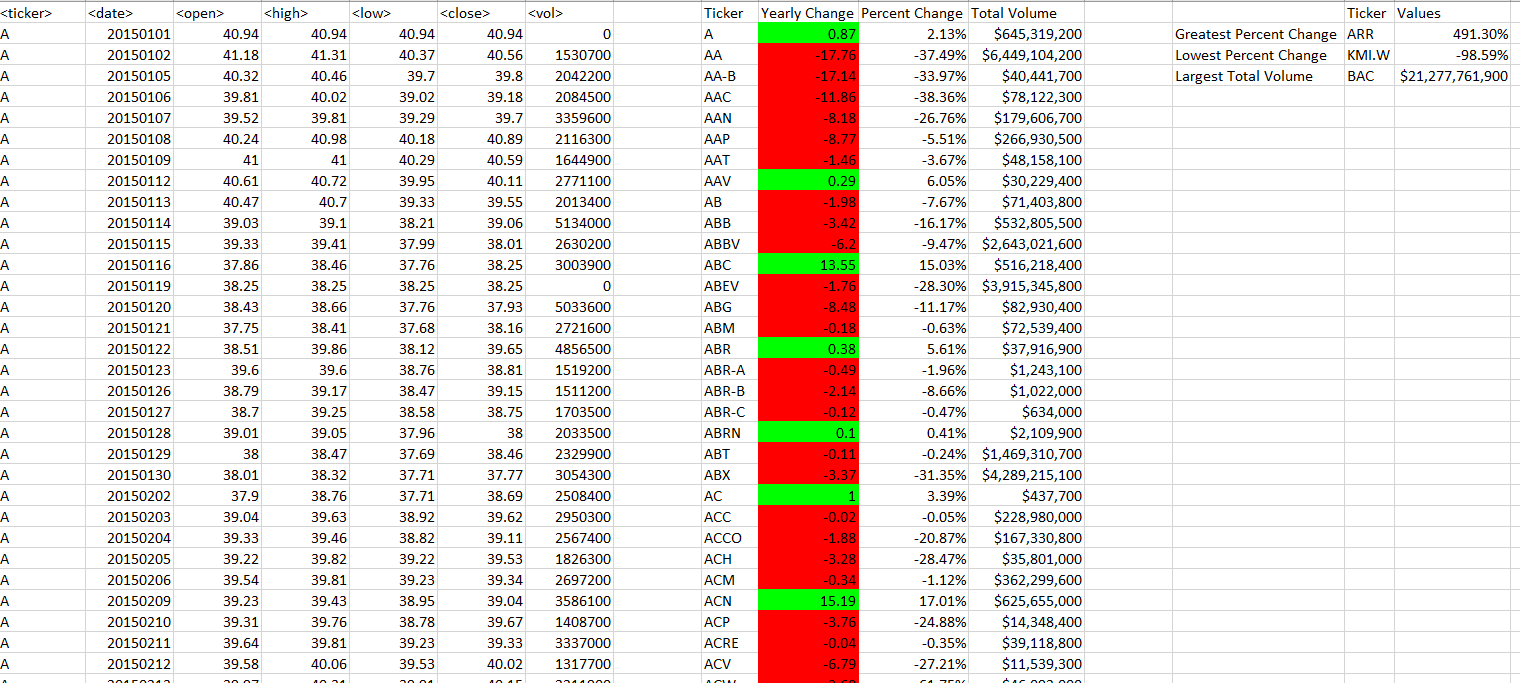 <ticker> <date> <open> <high> <low> <close> <vol> Ticker Yearly Change Percent Change Total Volume Ticker Values
A 20150101 40.94 40.94 40.94 40.94 0 A 0.87 2.13% $645,319,200 Greatest Percent Change ARR 491.30%
A 20150102 41.18 41.31 40.37 40.56 1530700 AA -17.76 -37.49% $6,449,104,200 Lowest Percent Change KMI.W -98.59%
A 20150105 40.32 40.46 39.7 39.8 2042200 AA-B -17.14 -33.97% $40,441,700 Largest Total Volume BAC $21,277,761,900
A 20150106 39.81 40.02 39.02 39.18 2084500 AAC -11.86 -38.36% $78,122,300
A 20150107 39.52 39.81 39.29 39.7 3359600 AAN -8.18 -26.76% $179,606,700
A 20150108 40.24 40.98 40.18 40.89 2116300 AAP -8.77 -5.51% $266,930,500
A 20150109 41 41 40.29 40.59 1644900 AAT -1.46 -3.67% $48,158,100
A 20150112 40.61 40.72 39.95 40.11 2771100 AAV 0.29 6.05% $30,229,400
A 20150113 40.47 40.7 39.33 39.55 2013400 AB -1.98 -7.67% $71,403,800
A 20150114 39.03 39.1 38.21 39.06 5134000 ABB -3.42 -16.17% $532,805,500
A 20150115 39.33 39.41 37.99 38.01 2630200 ABBV -6.2 -9.47% $2,643,021,600
A 20150116 37.86 38.46 37.76 38.25 3003900 ABC 13.55 15.03% $516,218,400
A 20150119 38.25 38.25 38.25 38.25 0 ABEV -1.76 -28.30% $3,915,345,800
A 20150120 38.43 38.66 37.76 37.93 5033600 ABG -8.48 -11.17% $82,930,400
A 20150121 37.75 38.41 37.68 38.16 2721600 ABM -0.18 -0.63% $72,539,400
A 20150122 38.51 39.86 38.12 39.65 4856500 ABR 0.38 5.61% $37,916,900
A 20150123 39.6 39.6 38.76 38.81 1519200 ABR-A -0.49 -1.96% $1,243,100
A 20150126 38.79 39.17 38.47 39.15 1511200 ABR-B -2.14 -8.66% $1,022,000
A 20150127 38.7 39.25 38.58 38.75 1703500 ABR-C -0.12 -0.47% $634,000
A 20150128 39.01 39.05 37.96 38 2033500 ABRN 0.1 0.41% $2,109,900
A 20150129 38 38.47 37.69 38.46 2329900 ABT -0.11 -0.24% $1,469,310,700
A 20150130 38.01 38.32 37.71 37.77 3054300 ABX -3.37 -31.35% $4,289,215,100
A 20150202 37.9 38.76 37.71 38.69 2508400 AC 1 3.39% $437,700
A 20150203 39.04 39.63 38.92 39.62 2950300 ACC -0.02 -0.05% $228,980,000
A 20150204 39.33 39.46 38.82 39.11 2567400 ACCO -1.88 -20.87% $167,330,800
A 20150205 39.22 39.82 39.22 39.53 1826300 ACH -3.28 -28.47% $35,801,000
A 20150206 39.54 39.81 39.23 39.34 2697200 ACM -0.34 -1.12% $362,299,600
A 20150209 39.23 39.43 38.95 39.04 3586100 ACN 15.19 17.01% $625,655,000
A 20150210 39.31 39.76 38.78 39.67 1408700 ACP -3.76 -24.88% $14,348,400
A 20150211 39.64 39.81 39.23 39.33 3337000 ACRE -0.04 -0.35% $39,118,800
A 20150212 39.58 40.06 39.53 40.02 1317700 ACV -6.79 -27.21% $11,539,300